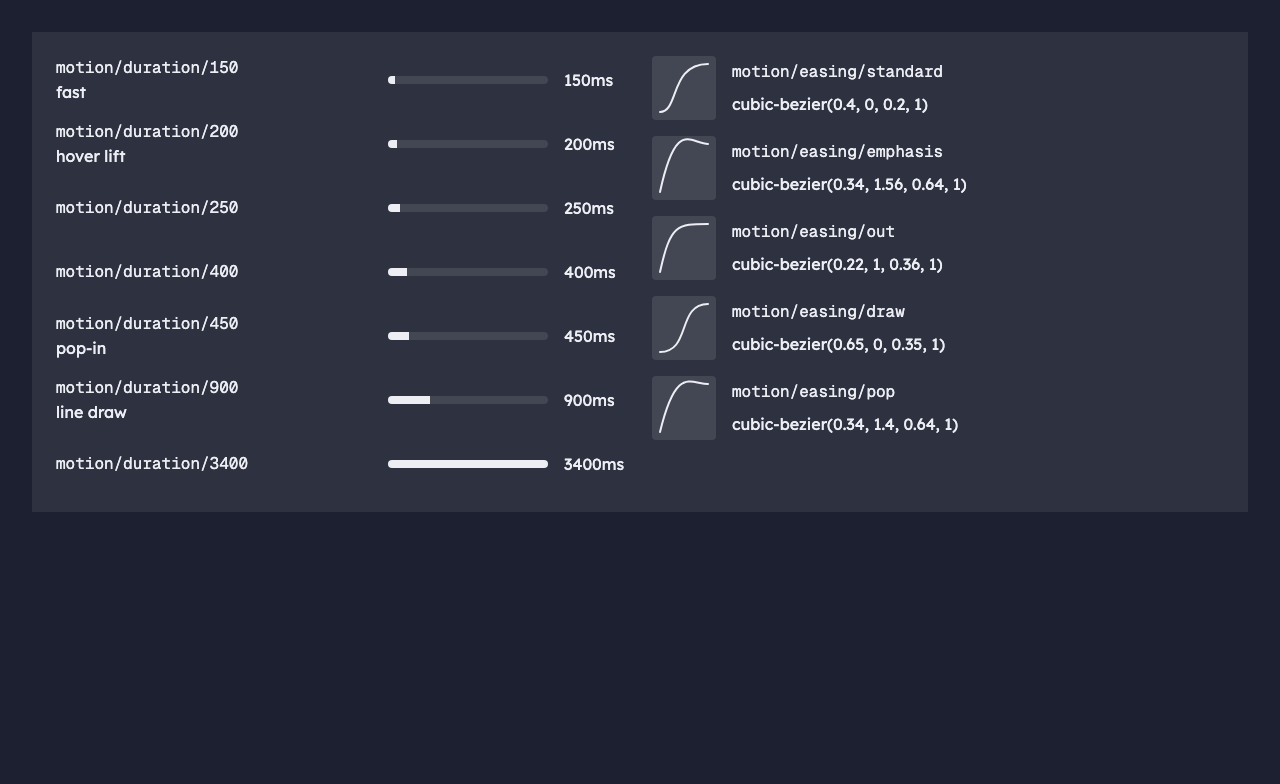 motion/duration/150
fast
150ms
motion/duration/200
hover lift
200ms
motion/duration/250
250ms
motion/duration/400
400ms
motion/duration/450
pop-in
450ms
motion/duration/900
line draw
900ms
motion/duration/3400
3400ms
motion/easing/standard
cubic-bezier(0.4, 0, 0.2, 1)
motion/easing/emphasis
cubic-bezier(0.34, 1.56, 0.64, 1)
motion/easing/out
cubic-bezier(0.22, 1, 0.36, 1)
motion/easing/draw
cubic-bezier(0.65, 0, 0.35, 1)
motion/easing/pop
cubic-bezier(0.34, 1.4, 0.64, 1)